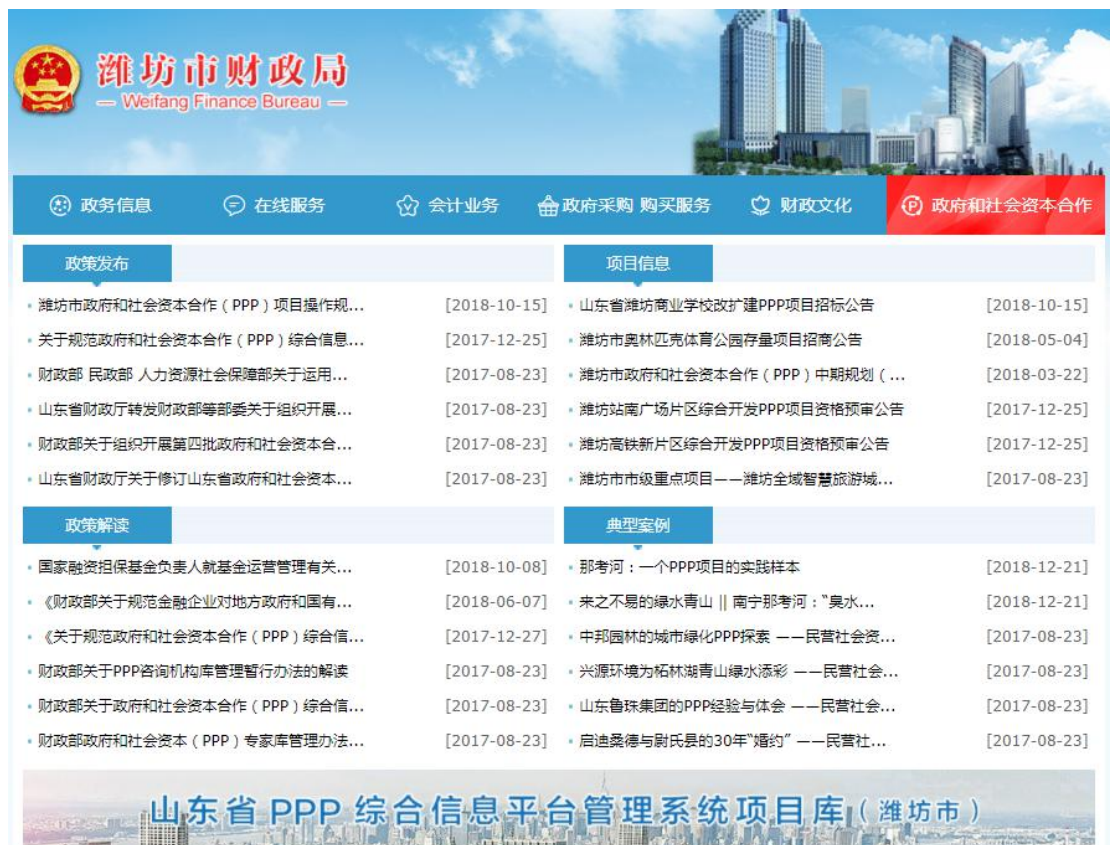 潍坊市财政局
— Weifang Finance Bureau —
政务信息 在线服务 会计业务 政府采购 购买服务 财政文化 政府和社会资本合作
政策发布
潍坊市政府和社会资本合作（PPP）项目操作规... [2018-10-15]
关于规范政府和社会资本合作（PPP）综合信息... [2017-12-25]
财政部 民政部 人力资源社会保障部关于运用... [2017-08-23]
山东省财政厅转发财政部等部委关于组织开展... [2017-08-23]
财政部关于组织开展第四批政府和社会资本合... [2017-08-23]
山东省财政厅关于修订山东省政府和社会资本... [2017-08-23]
项目信息
山东省潍坊商业学校改扩建PPP项目招标公告 [2018-10-15]
潍坊市奥林匹克体育公园存量项目招商公告 [2018-05-04]
潍坊市政府和社会资本合作（PPP）中期规划（... [2018-03-22]
潍坊站南广场片区综合开发PPP项目资格预审公告 [2017-12-25]
潍坊高铁新片区综合开发PPP项目资格预审公告 [2017-12-25]
潍坊市市级重点项目——潍坊全域智慧旅游城... [2017-08-23]
政策解读
国家融资担保基金负责人就基金运营管理有关... [2018-10-08]
《财政部关于规范金融企业对地方政府和国有... [2018-06-07]
《关于规范政府和社会资本合作（PPP）综合信... [2017-12-27]
财政部关于PPP咨询机构库管理暂行办法的解读 [2017-08-23]
财政部关于政府和社会资本合作（PPP）综合信... [2017-08-23]
财政部政府和社会资本（PPP）专家库管理办法... [2017-08-23]
典型案例
那考河：一个PPP项目的实践样本 [2018-12-21]
来之不易的绿水青山 || 南宁那考河：“臭水... [2018-12-21]
中邦园林的城市绿化PPP探索 ——民营社会资... [2017-08-23]
兴源环境为柘林湖青山绿水添彩 ——民营社会... [2017-08-23]
山东鲁珠集团的PPP经验与体会 ——民营社会... [2017-08-23]
启迪桑德与尉氏县的30年“婚约” ——民营社... [2017-08-23]
山东省 PPP 综合信息平台管理系统项目库（潍坊市）